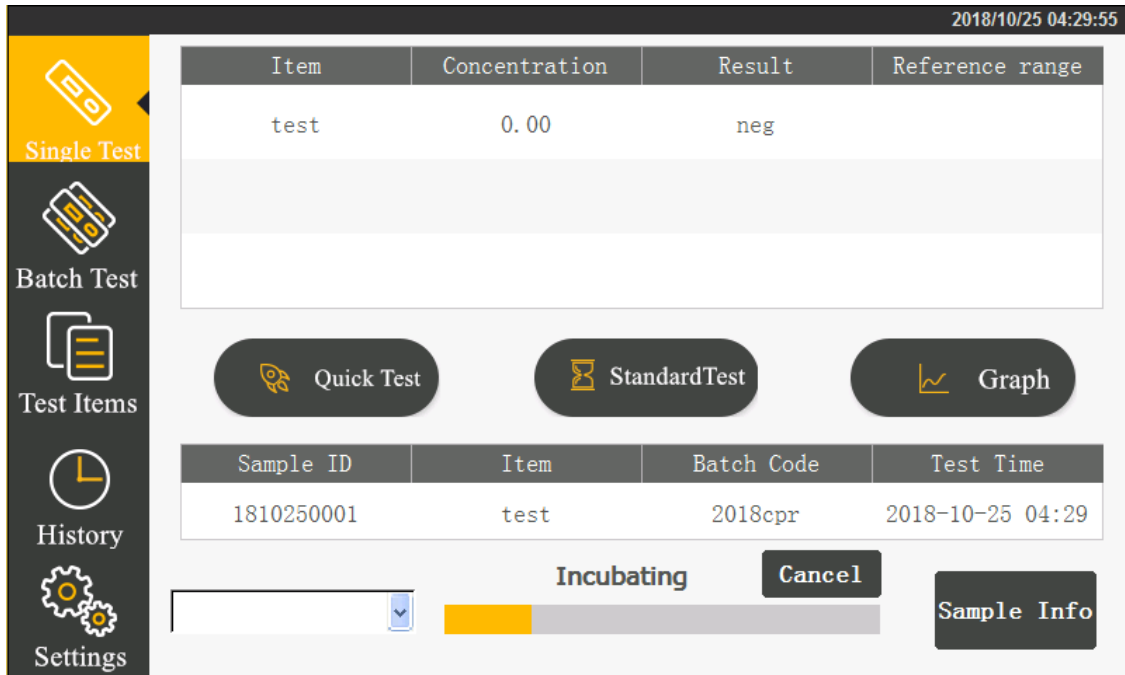 2018/10/25 04:29:55
Single Test
Batch Test
Test Items
History
Settings
Item Concentration Result Reference range
test 0.00 neg
Quick Test StandardTest Graph
Sample ID Item Batch Code Test Time
1810250001 test 2018cpr 2018-10-25 04:29
Incubating Cancel
Sample Info